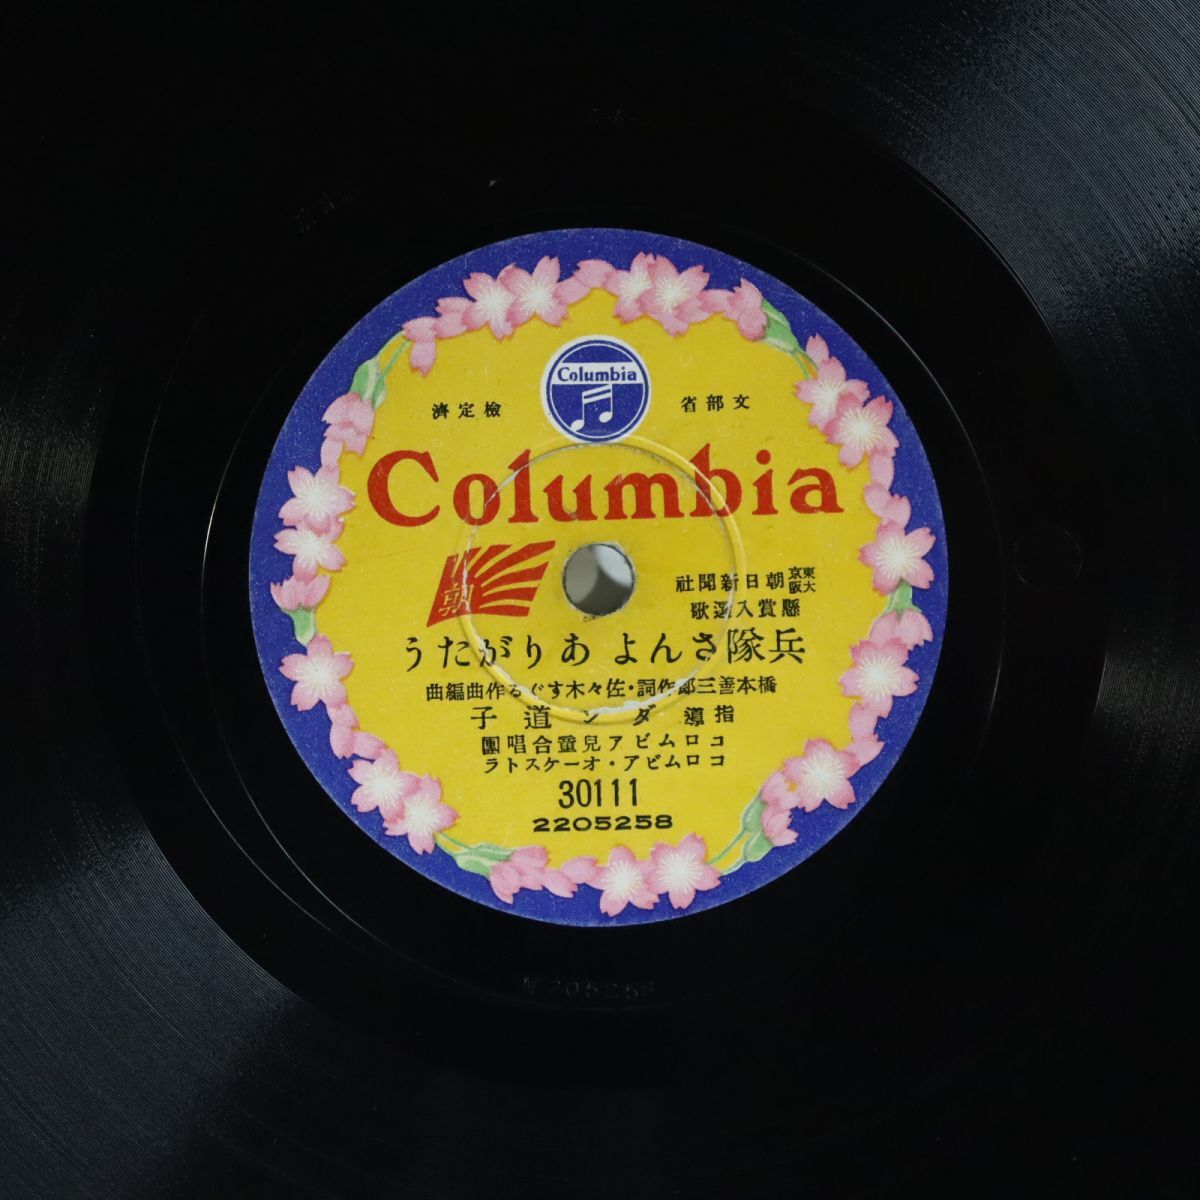 Columbia
文部省 檢定濟
Columbia
朝
東京大阪 朝日新聞社
懸賞入選歌
兵隊さんよ ありがたう
橋本善三郎作詞・佐々木すぐる作曲編曲
指導 ダン道子
コロムビア兒童合唱團
コロムビア・オーケストラ
30111
2205258